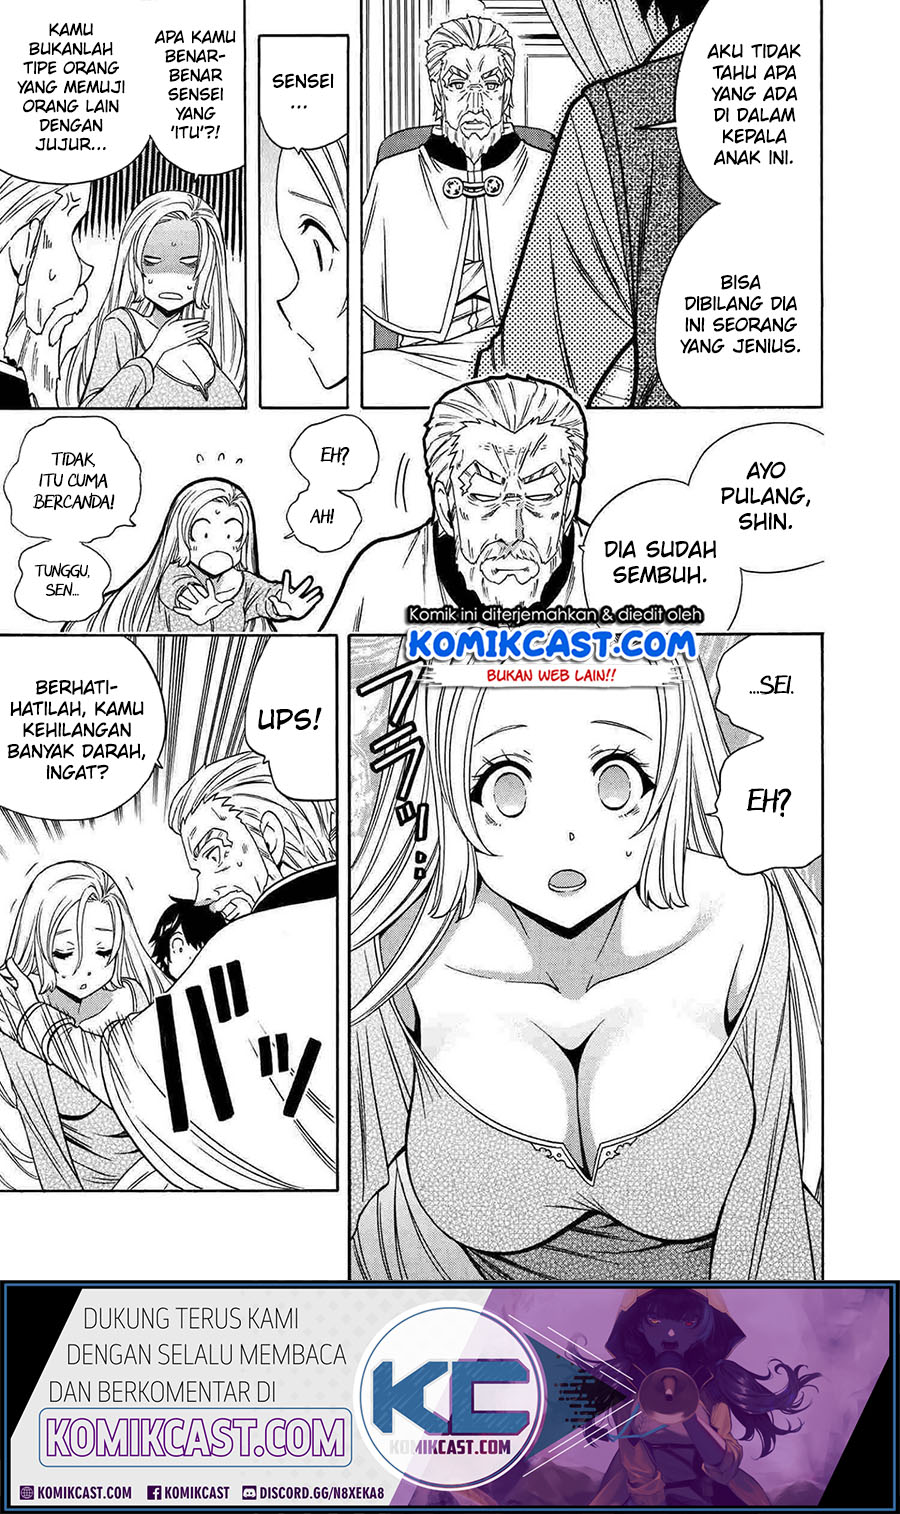 AKU TIDAK
TAHU APA
YANG ADA
DI DALAM
KEPALA
ANAK INI.
BISA
DIBILANG DIA
INI SEORANG
YANG JENIUS.
SENSEI
...
APA KAMU
BENAR-
BENAR
SENSEI
YANG
'ITU'?!
KAMU
BUKANLAH
TIPE ORANG
YANG MEMUJI
ORANG LAIN
DENGAN
JUJUR...
AYO
PULANG,
SHIN.
DIA SUDAH
SEMBUH.
EH?
AH!
TIDAK,
ITU CUMA
BERCANDA!
TUNGGU,
SEN...
Komik ini diterjemahkan & diedit oleh
KOMIKCAST.COM
BUKAN WEB LAIN!!
...SEI.
EH?
フラッ::
UPS!
BERHATI-
HATILAH, KAMU
KEHILANGAN
BANYAK DARAH,
INGAT?
バッ
DUKUNG TERUS KAMI
DENGAN SELALU MEMBACA
DAN BERKOMENTAR DI
KOMIKCAST.COM
KC
KOMIKCAST.COM
KOMIKCAST.COM
KOMIKCAST
DISCORD.GG/N8XEKA8